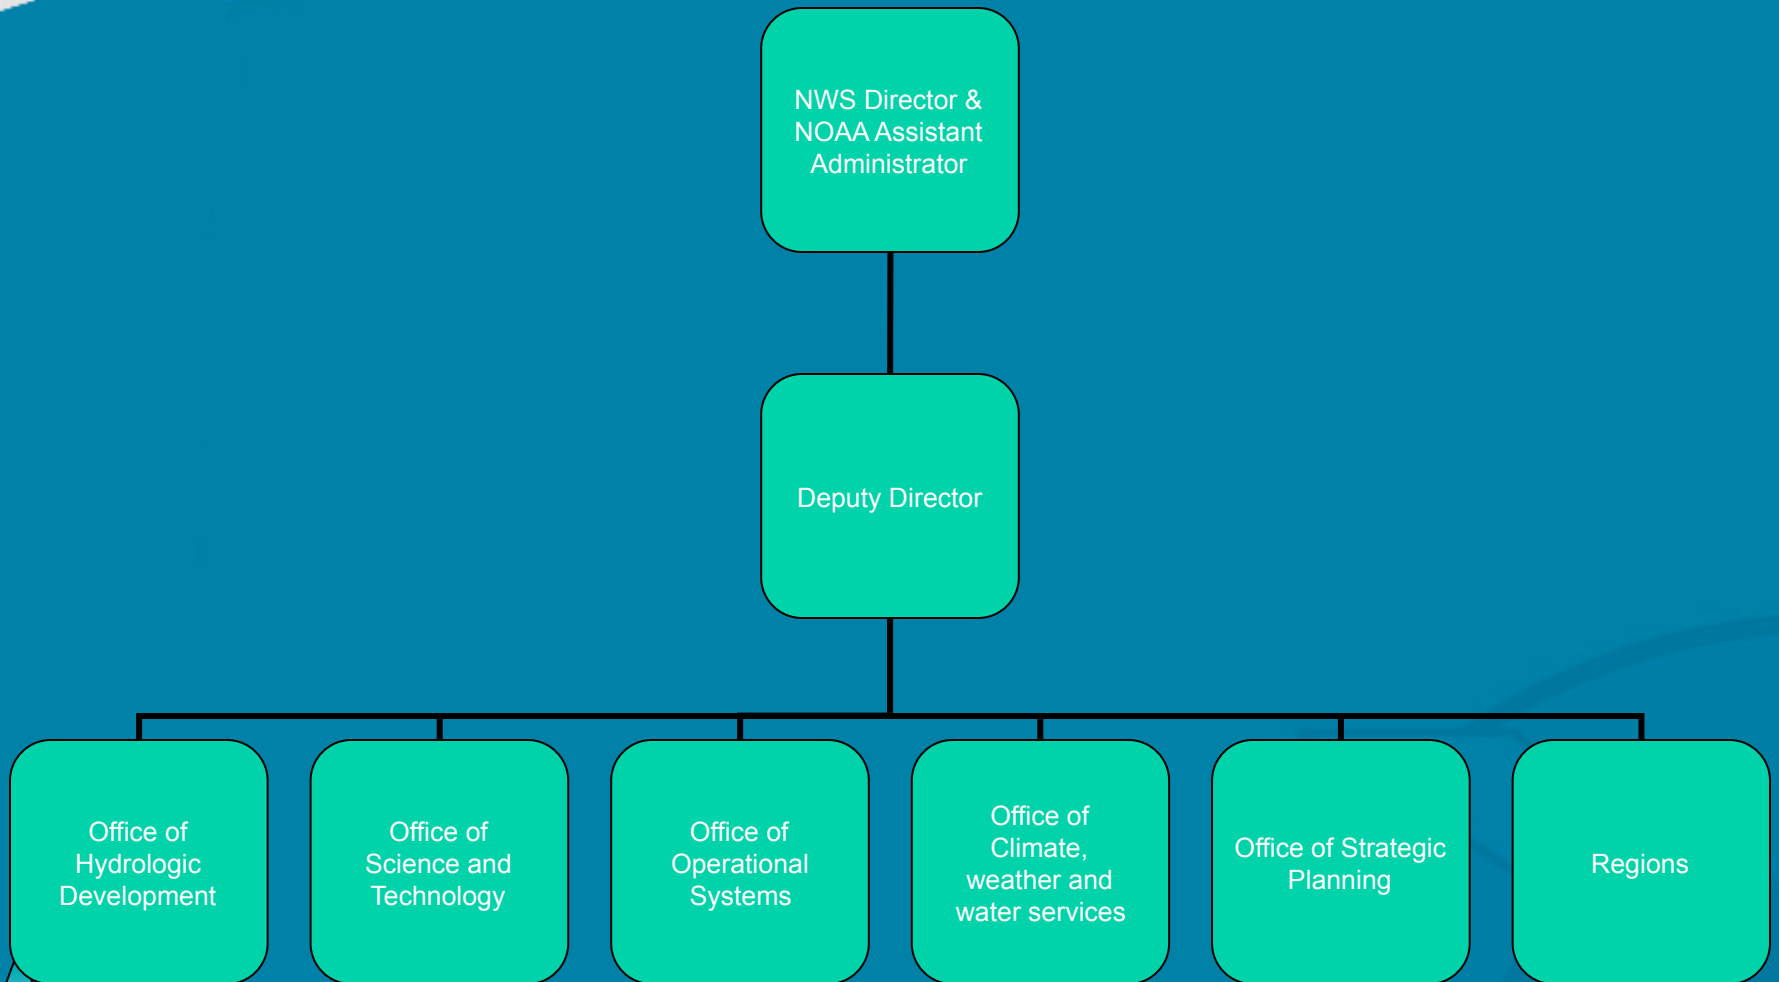 NWS Director &
NOAA Assistant
Administrator
Deputy Director
Office of
Hydrologic
Development
Office of
Science and
Technology
Office of
Operational
Systems
Office of
Climate,
weather and
water services
Office of Strategic
Planning
Regions